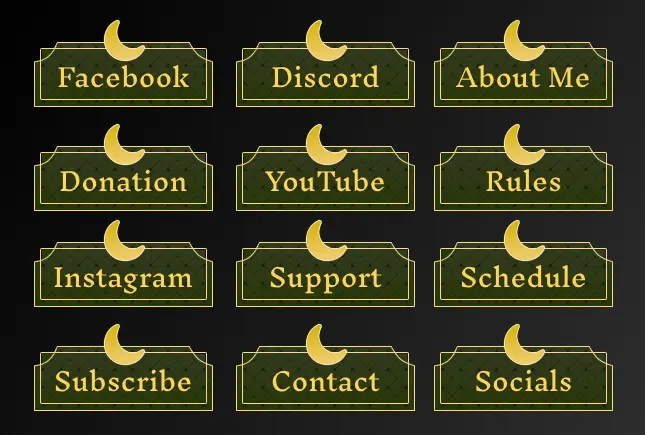 Facebook
Discord
About Me
Donation
YouTube
Rules
Instagram
Support
Schedule
Subscribe
Contact
Socials